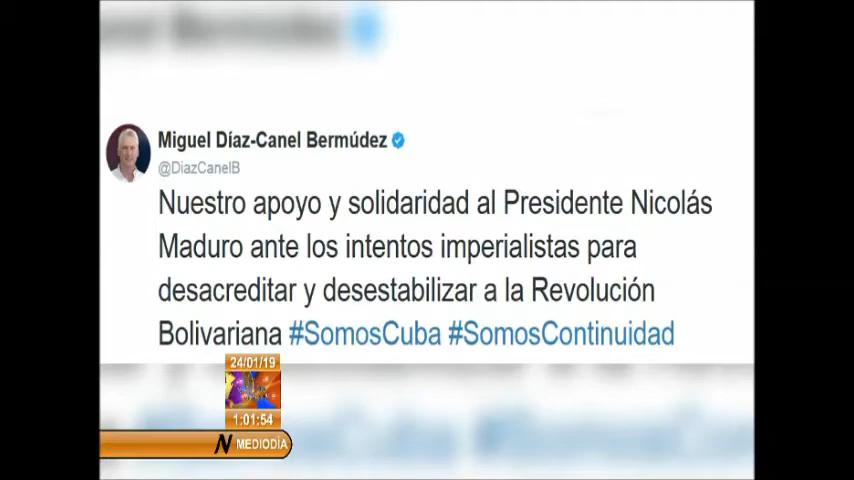 Miguel Díaz-Canel Bermúdez
@DiazCanelB
Nuestro apoyo y solidaridad al Presidente Nicolás
Maduro ante los intentos imperialistas para
desacreditar y desestabilizar a la Revolución
Bolivariana #SomosCuba #SomosContinuidad
24/01/19
1:01:54
N MEDIODÍA